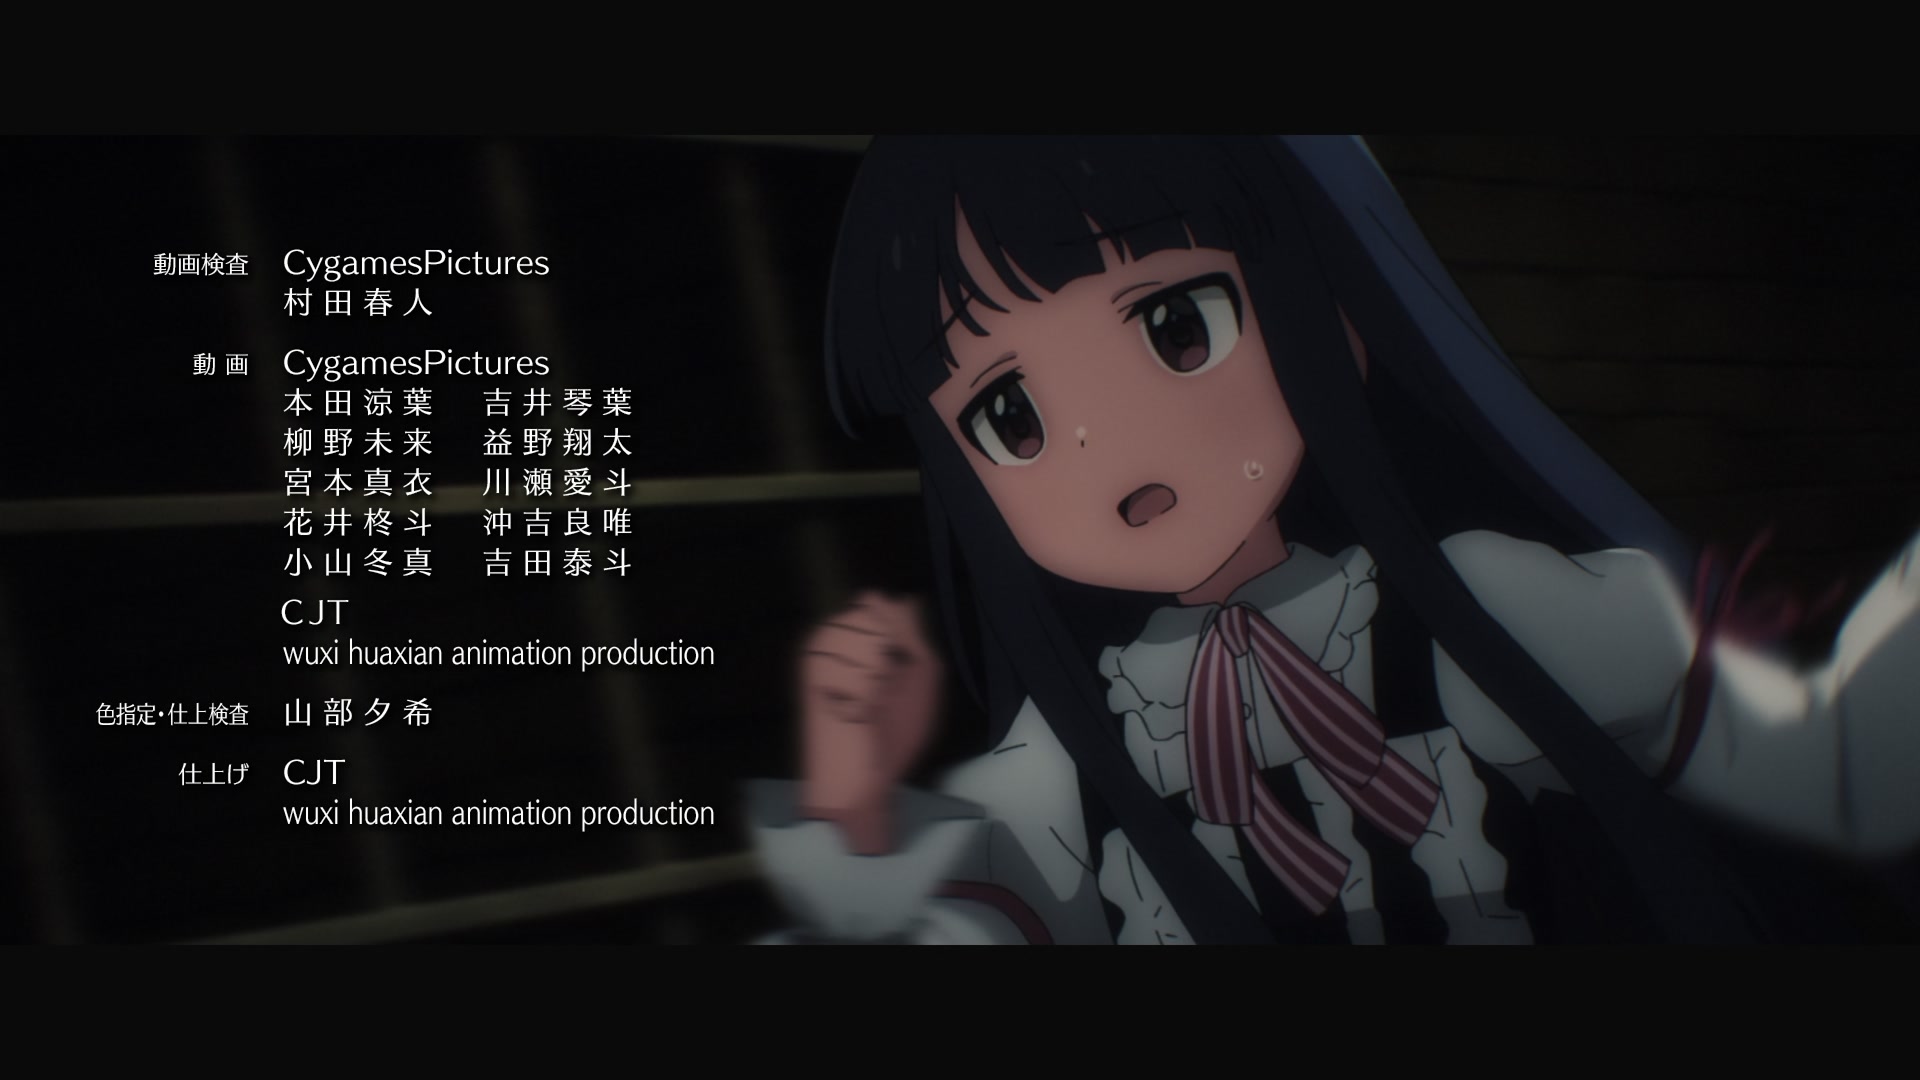 動画検査 CygamesPictures
村田春人
動画 CygamesPictures
本田涼葉 吉井琴葉
柳野未来 益野翔太
宮本真衣 川瀬愛斗
花井柊斗 沖吉良唯
小山冬真 吉田泰斗
CJT
wuxi huaxian animation production
色指定・仕上検査 山部夕希
仕上げ CJT
wuxi huaxian animation production